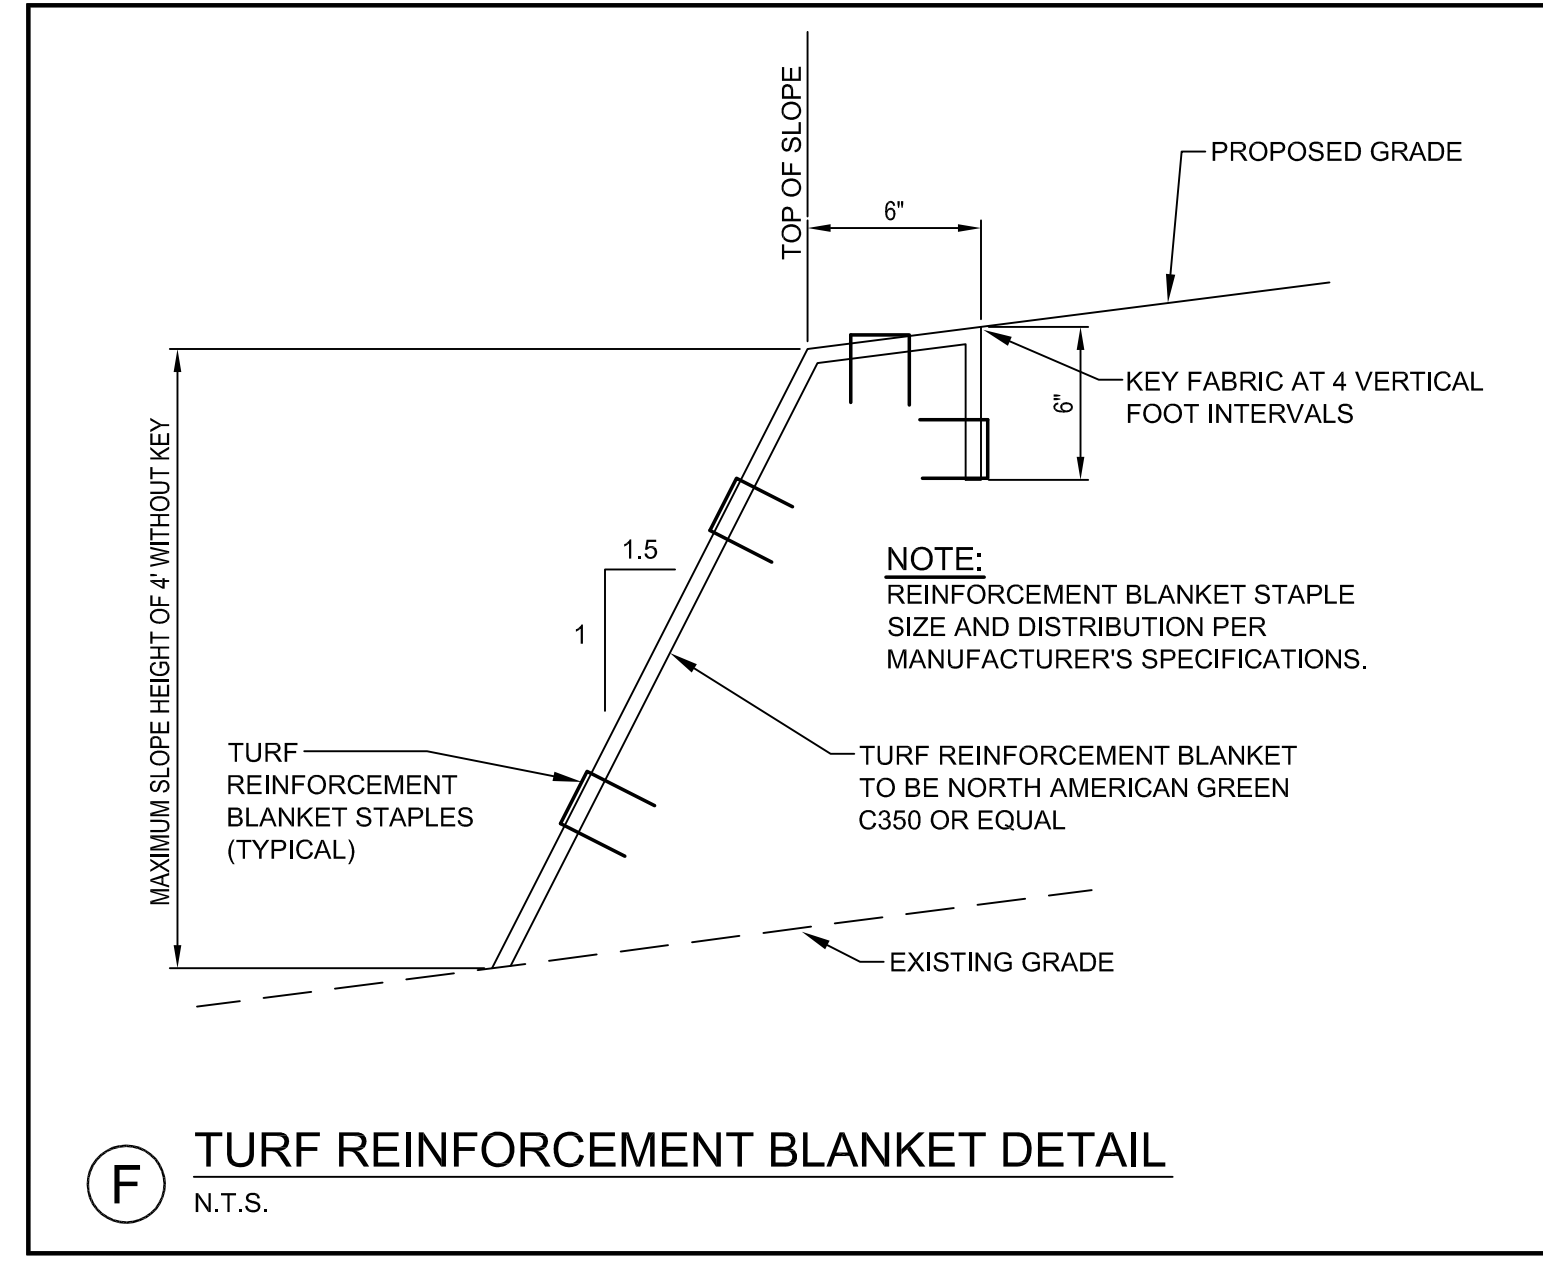 TOP OF SLOPE
PROPOSED GRADE
6"
KEY FABRIC AT 4 VERTICAL
FOOT INTERVALS
6"
MAXIMUM SLOPE HEIGHT OF 4' WITHOUT KEY
1.5
1
NOTE:
REINFORCEMENT BLANKET STAPLE
SIZE AND DISTRIBUTION PER
MANUFACTURER'S SPECIFICATIONS.
TURF
REINFORCEMENT
BLANKET STAPLES
(TYPICAL)
TURF REINFORCEMENT BLANKET
TO BE NORTH AMERICAN GREEN
C350 OR EQUAL
EXISTING GRADE
F
TURF REINFORCEMENT BLANKET DETAIL
N.T.S.